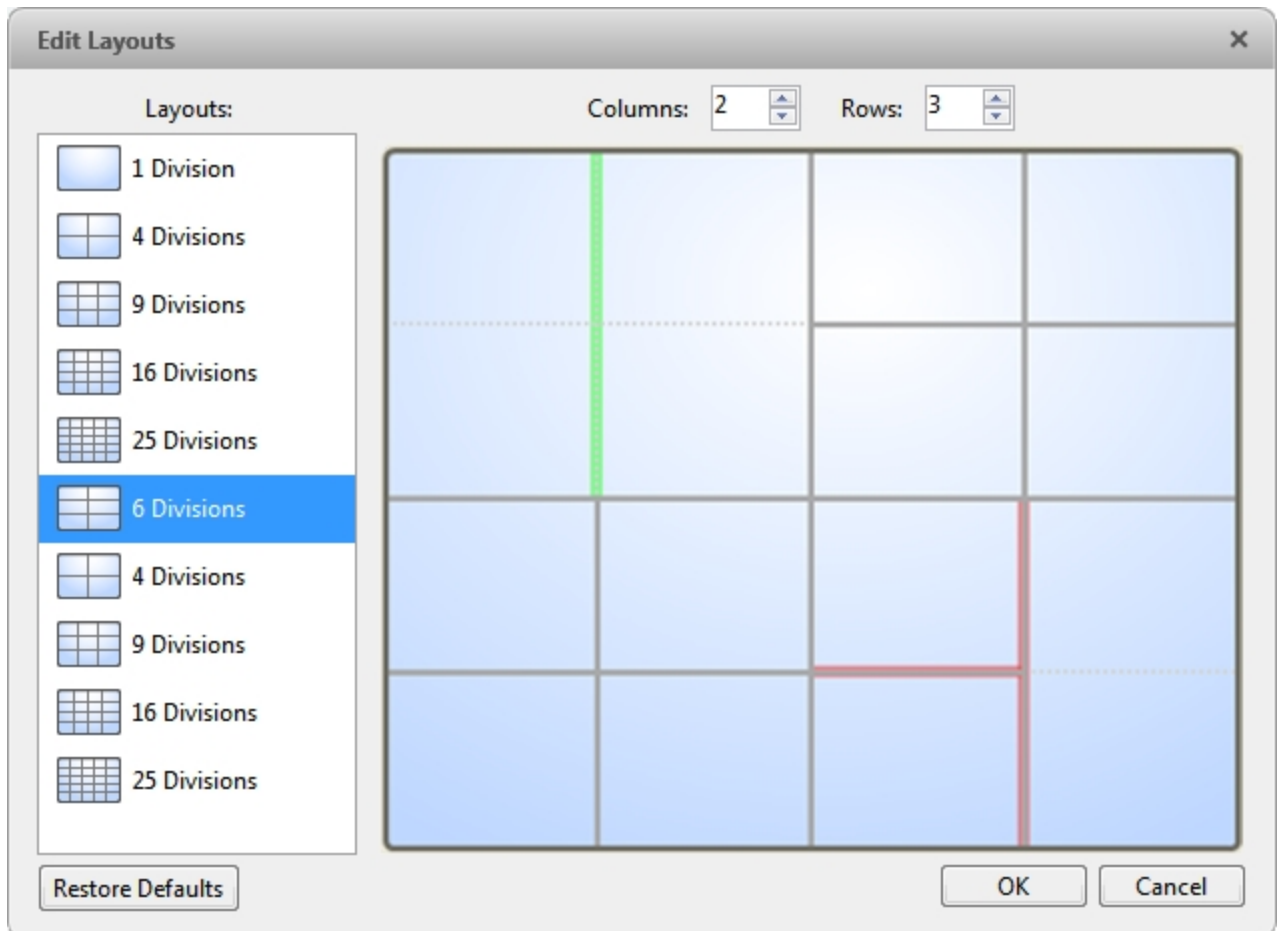 Edit Layouts
Layouts:
Columns: 2 Rows: 3
1 Division
4 Divisions
9 Divisions
16 Divisions
25 Divisions
6 Divisions
4 Divisions
9 Divisions
16 Divisions
25 Divisions
Restore Defaults
OK
Cancel